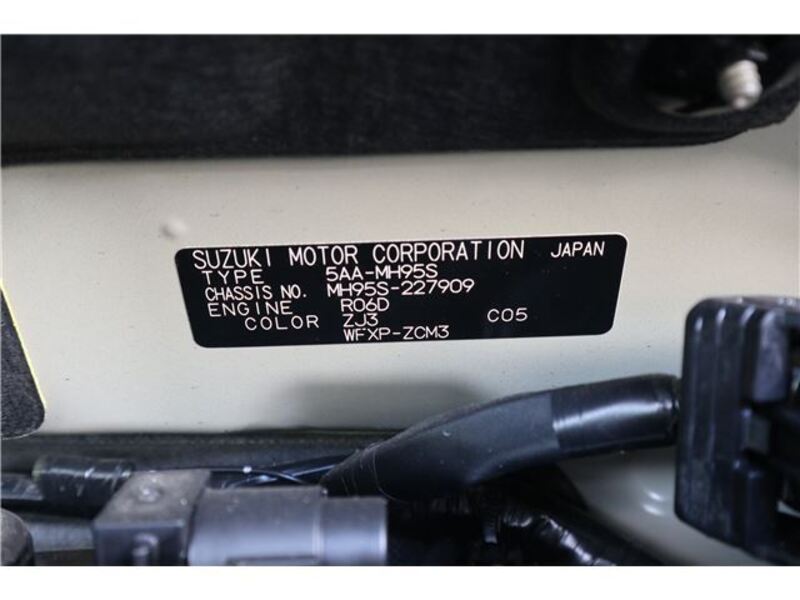 SUZUKI MOTOR CORPORATION JAPAN
TYPE 5AA-MH95S
CHASSIS NO. MH95S-227909
ENGINE R06D
COLOR ZJ3 C05
WFXP-ZCM3